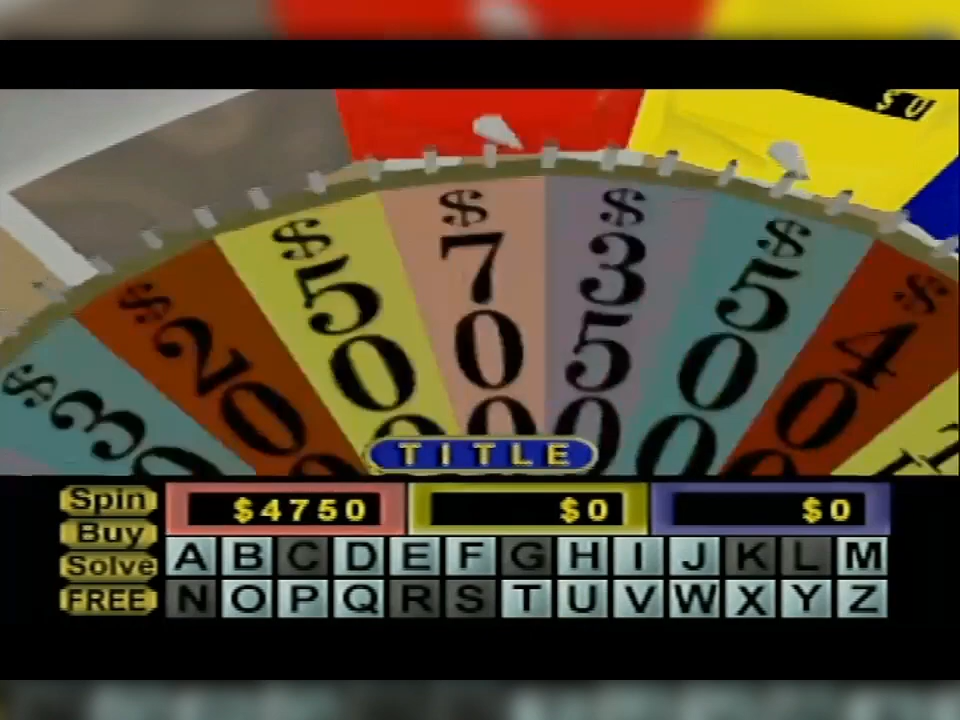 $U
$300
$200
$500
$700
$350
$500
$400
TITLE
Spin
$4750
$0
$0
Buy
Solve
FREE
A B C D E F G H I J K L M
N O P Q R S T U V W X Y Z